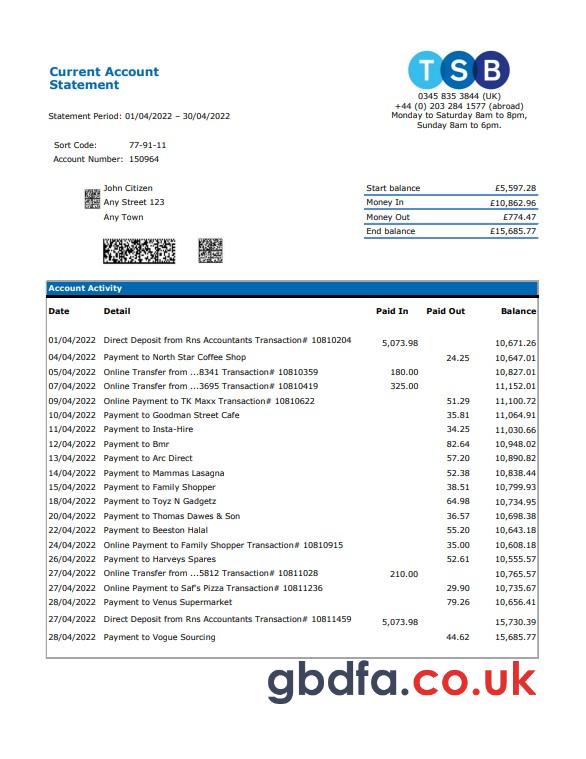 Current Account
Statement
TSB
0345 835 3844 (UK)
+44 (0) 203 284 1577 (abroad)
Monday to Saturday 8am to 8pm,
Sunday 8am to 6pm.
Statement Period: 01/04/2022 – 30/04/2022
Sort Code: 77-91-11
Account Number: 150964
John Citizen
Any Street 123
Any Town
Start balance £5,597.28
Money In £10,862.96
Money Out £774.47
End balance £15,685.77
Account Activity
Date Detail Paid In Paid Out Balance
01/04/2022 Direct Deposit from Rns Accountants Transaction# 10810204 5,073.98 10,671.26
04/04/2022 Payment to North Star Coffee Shop 24.25 10,647.01
05/04/2022 Online Transfer from ...8341 Transaction# 10810359 180.00 10,827.01
07/04/2022 Online Transfer from ...3695 Transaction# 10810419 325.00 11,152.01
09/04/2022 Online Payment to TK Maxx Transaction# 10810622 51.29 11,100.72
10/04/2022 Payment to Goodman Street Cafe 35.81 11,064.91
11/04/2022 Payment to Insta-Hire 34.25 11,030.66
12/04/2022 Payment to Bmr 82.64 10,948.02
13/04/2022 Payment to Arc Direct 57.20 10,890.82
14/04/2022 Payment to Mammas Lasagna 52.38 10,838.44
15/04/2022 Payment to Family Shopper 38.51 10,799.93
18/04/2022 Payment to Toyz N Gadgetz 64.98 10,734.95
20/04/2022 Payment to Thomas Dawes & Son 36.57 10,698.38
22/04/2022 Payment to Beeston Halal 55.20 10,643.18
24/04/2022 Online Payment to Family Shopper Transaction# 10810915 35.00 10,608.18
26/04/2022 Payment to Harveys Spares 52.61 10,555.57
27/04/2022 Online Transfer from ...5812 Transaction# 10811028 210.00 10,765.57
27/04/2022 Online Payment to Saf's Pizza Transaction# 10811236 29.90 10,735.67
28/04/2022 Payment to Venus Supermarket 79.26 10,656.41
27/04/2022 Direct Deposit from Rns Accountants Transaction# 10811459 5,073.98 15,730.39
28/04/2022 Payment to Vogue Sourcing 44.62 15,685.77
gbdfa.co.uk